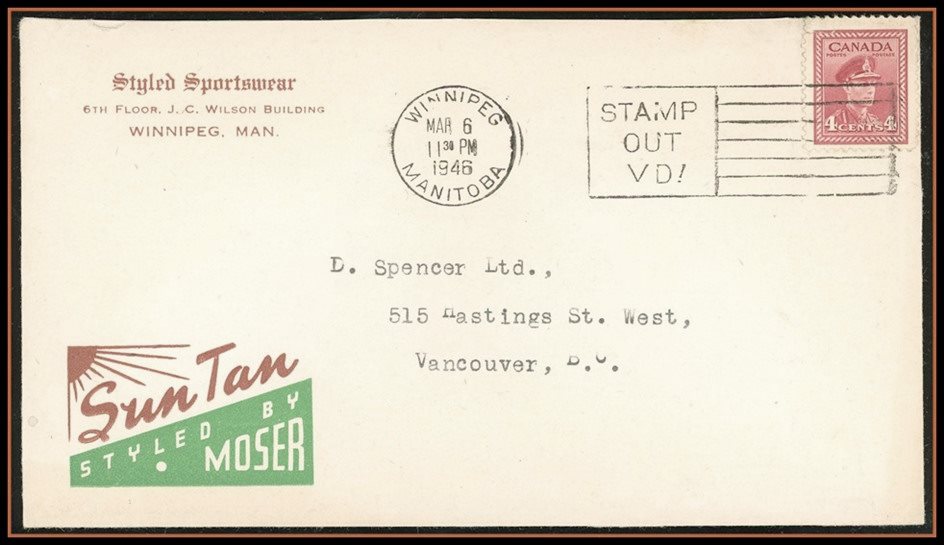 Styled Sportswear
6TH FLOOR, J. C. WILSON BUILDING
WINNIPEG, MAN.
WINNIPEG
MAR 6
11 30 PM
1946
MANITOBA
STAMP
OUT
VD!
CANADA
POSTES POSTAGE
4 CENTS 4
D. Spencer Ltd.,
515 Hastings St. West,
Vancouver, B.C.
Sun Tan
STYLED BY
MOSER